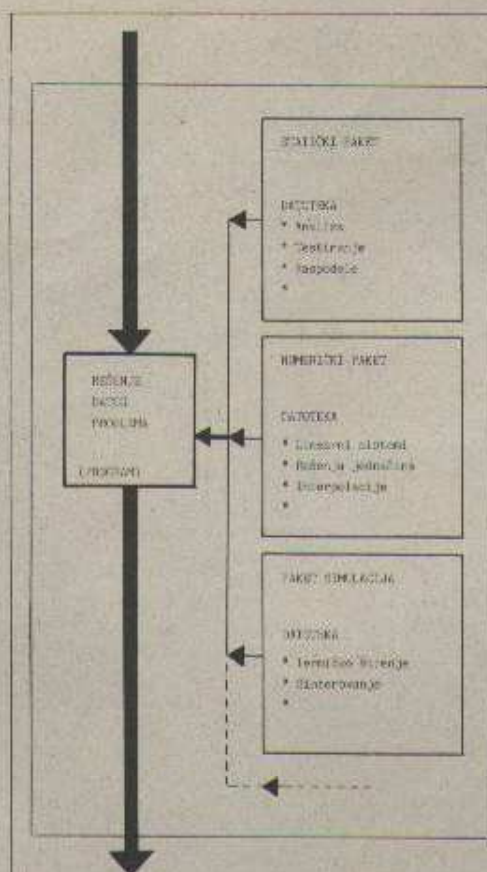 STATIČKI PAKET
DATOTEKA
* Analiza
* Testiranje
* Raspodele
*
REŠENJE
DATOG
PROBLEMA
(PROGRAM)
NUMERIČKI PAKET
DATOTEKA
* Linearni sistemi
* Rešenja jednačina
* Interpolacije
*
PAKET SIMULACIJA
DATOTEKA
* Termičko širenje
* Sinterovanje
*